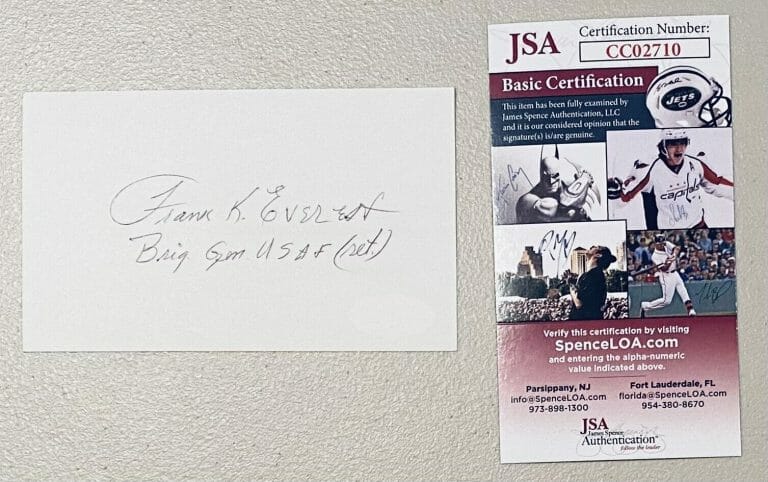 Frank K. Everest
Brig. Gen. USAF (ret.)
JSA
Certification Number:
CC02710
Basic Certification
This item has been fully examined by
James Spence Authentication, LLC
and it is our considered opinion that the
signature(s) is/are genuine.
JETS
capitals
Verify this certification by visiting
SpenceLOA.com
and entering the alpha-numeric
value indicated above.
Parsippany, NJ
info@SpenceLOA.com
973-898-1300
Fort Lauderdale, FL
florida@SpenceLOA.com
954-380-8670
JSA
James Spence
Authentication
Follow the leader